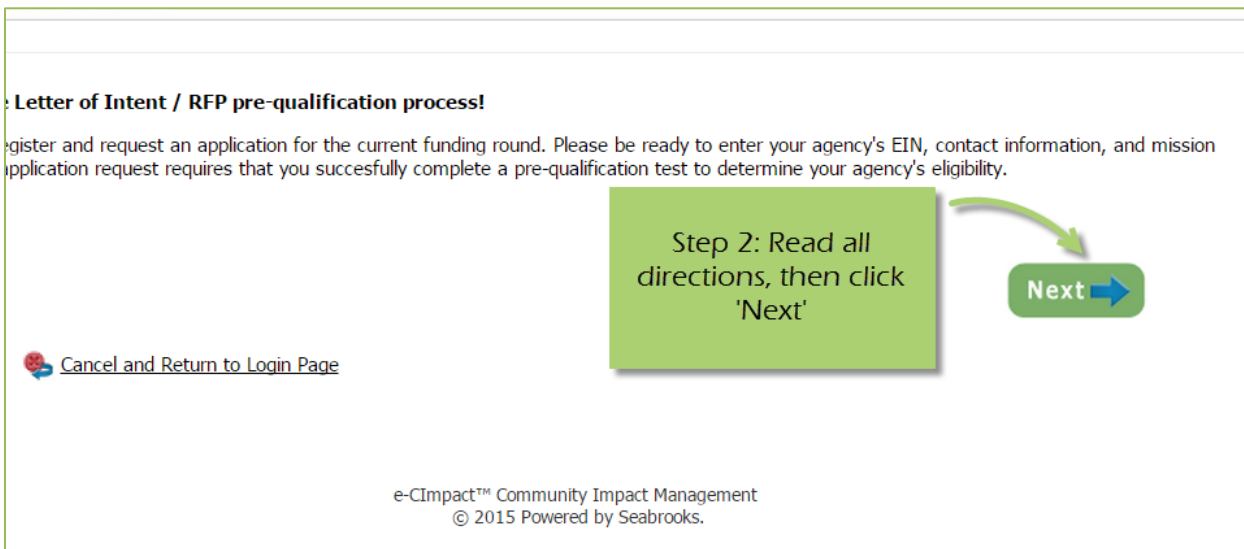 Letter of Intent / RFP pre-qualification process!
egister and request an application for the current funding round. Please be ready to enter your agency's EIN, contact information, and mission
pplication request requires that you succesfully complete a pre-qualification test to determine your agency's eligibility.
Step 2: Read all
directions, then click
'Next'
Next
Cancel and Return to Login Page
e-CImpact™ Community Impact Management
© 2015 Powered by Seabrooks.